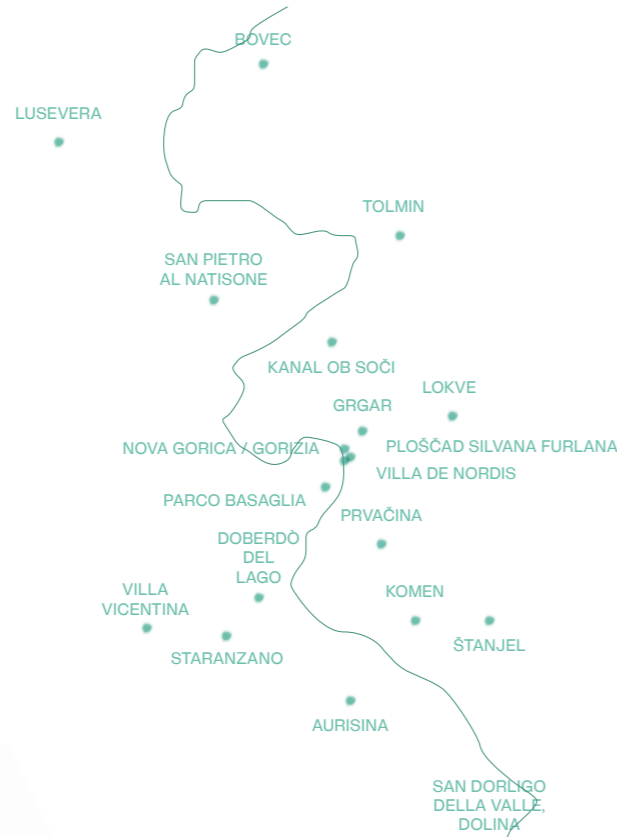 BOVEC
LUSEVERA
TOLMIN
SAN PIETRO
AL NATISONE
KANAL OB SOČI
LOKVE
GRGAR
NOVA GORICA / GORIZIA
PLOŠČAD SILVANA FURLANA
VILLA DE NORDIS
PARCO BASAGLIA
PRVAČINA
DOBERDÒ
DEL
LAGO
VILLA
VICENTINA
KOMEN
ŠTANJEL
STARANZANO
AURISINA
SAN DORLIGO
DELLA VALLE,
DOLINA